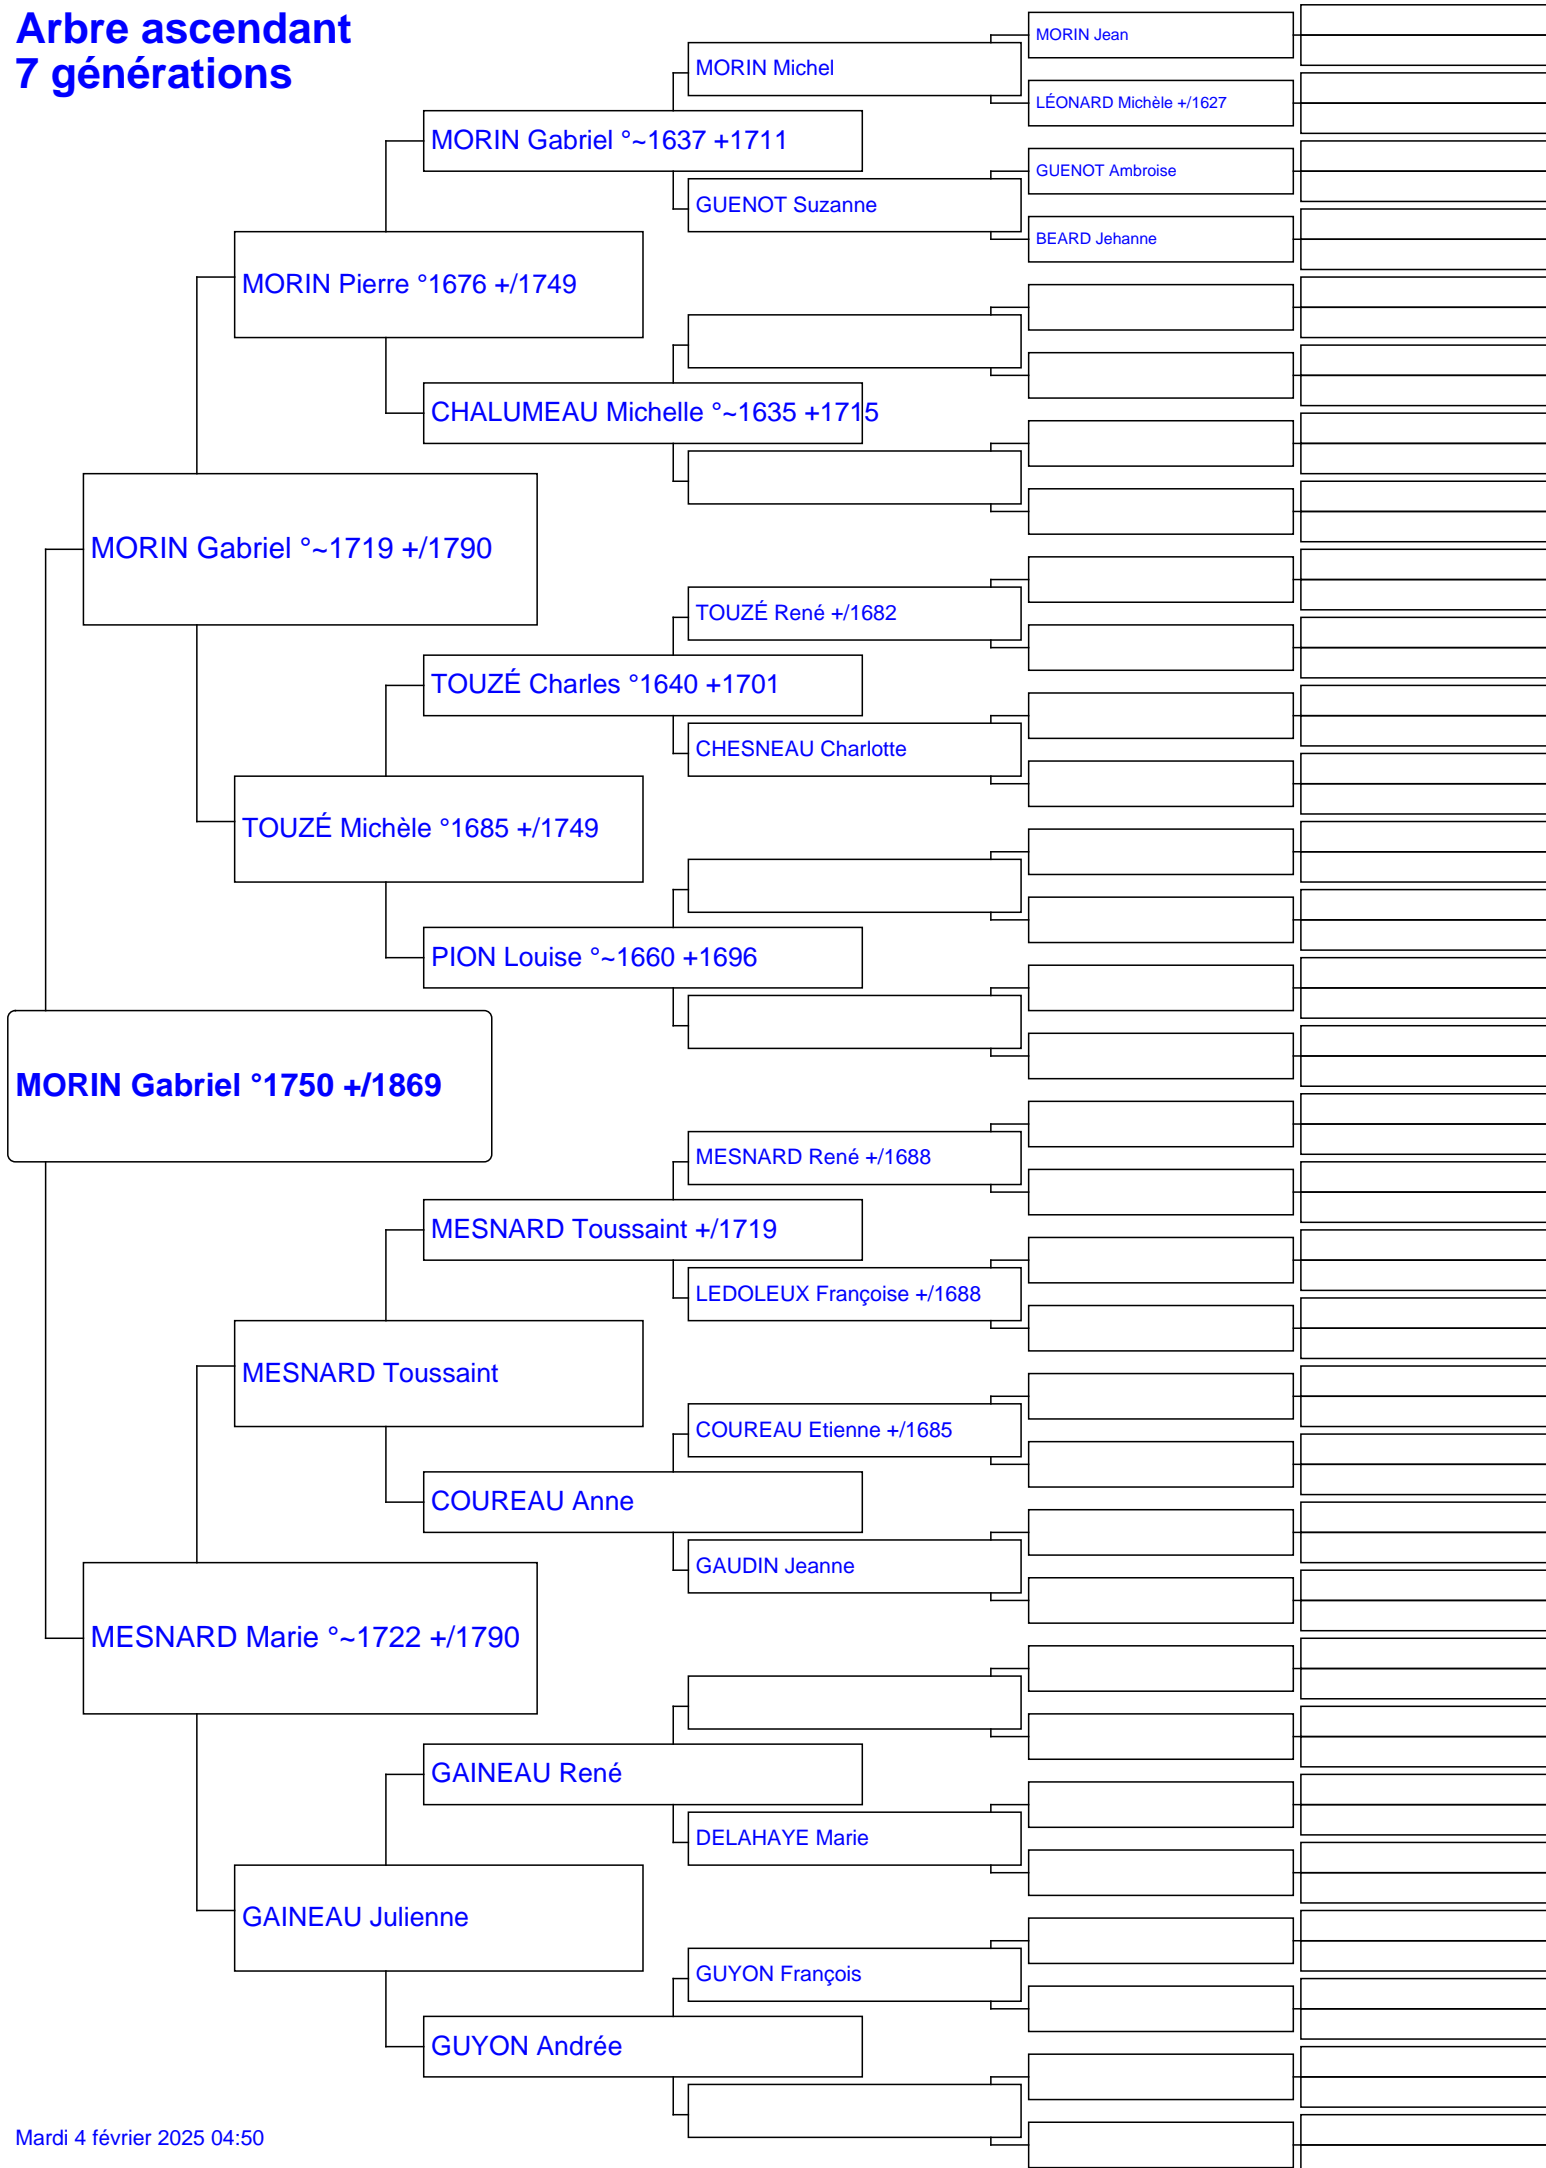 Arbre ascendant
7 générations
MORIN Jean
MORIN Michel
LÉONARD Michèle +/1627
MORIN Gabriel °~1637 +1711
GUENOT Ambroise
GUENOT Suzanne
BEARD Jehanne
MORIN Pierre °1676 +/1749
CHALUMEAU Michelle °~1635 +1715
MORIN Gabriel °~1719 +/1790
TOUZÉ René +/1682
TOUZÉ Charles °1640 +1701
CHESNEAU Charlotte
TOUZÉ Michèle °1685 +/1749
PION Louise °~1660 +1696
MORIN Gabriel °1750 +/1869
MESNARD René +/1688
MESNARD Toussaint +/1719
LEDOLEUX Françoise +/1688
MESNARD Toussaint
COUREAU Etienne +/1685
COUREAU Anne
GAUDIN Jeanne
MESNARD Marie °~1722 +/1790
GAINEAU René
DELAHAYE Marie
GAINEAU Julienne
GUYON François
GUYON Andrée
Mardi 4 février 2025 04:50